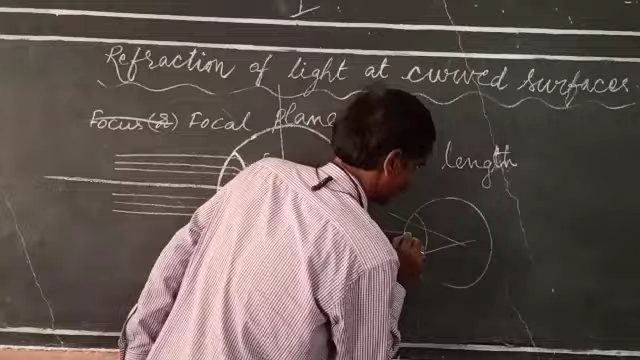 Refraction of light at curved surfaces
Focus Focal plane length